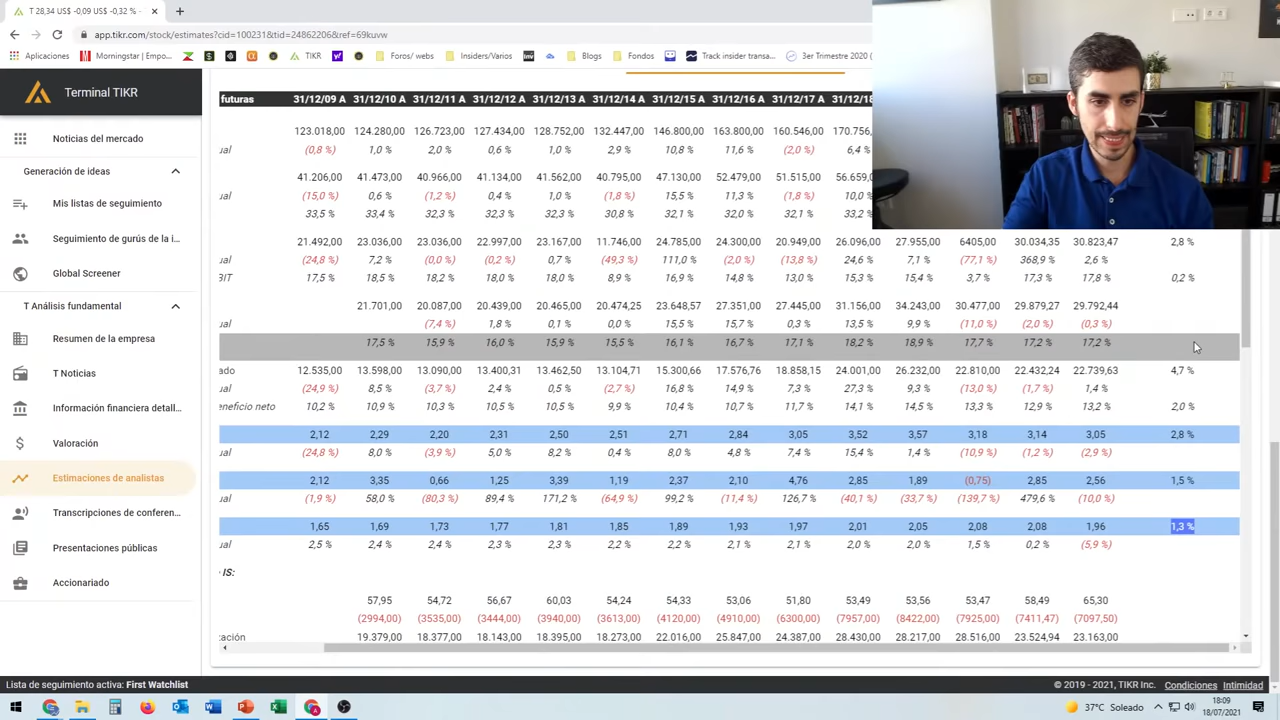 T 28,34 US$ -0,09 US$ -0,32 % -
app.tikr.com/stock/estimates?cid=100231&tid=248622066&ref=69kuvw
Aplicaciones Morningstar | Empo... TIKR Foros/ webs Insiders/Varios Blogs Fondos Track insider transa... 3er Trimestre 2020 (
Terminal TIKR
Noticias del mercado
Generación de ideas
Mis listas de seguimiento
Seguimiento de gurús de la i...
Global Screener
T Análisis fundamental
Resumen de la empresa
T Noticias
Información financiera detall...
Valoración
Estimaciones de analistas
Transcripciones de conferen...
Presentaciones públicas
Accionariado
futuras 31/12/09 A 31/12/10 A 31/12/11 A 31/12/12 A 31/12/13 A 31/12/14 A 31/12/15 A 31/12/16 A 31/12/17 A 31/12/18
123.018,00 124.280,00 126.723,00 127.434,00 128.752,00 132.447,00 146.800,00 163.800,00 160.546,00 170.756,
ual (0,8 %) 1,0 % 2,0 % 0,6 % 1,0 % 2,9 % 10,8 % 11,6 % (2,0 %) 6,4 %
41.206,00 41.473,00 40.966,00 41.134,00 41.562,00 40.795,00 47.130,00 52.479,00 51.515,00 56.659,
ual (15,0 %) 0,6 % (1,2 %) 0,4 % 1,0 % (1,8 %) 15,5 % 11,3 % (1,8 %) 10,0 %
33,5 % 33,4 % 32,3 % 32,3 % 32,3 % 30,8 % 32,1 % 32,0 % 32,1 % 33,2 %
21.492,00 23.036,00 23.036,00 22.997,00 23.167,00 11.746,00 24.785,00 24.300,00 20.949,00 26.096,00 27.955,00 6405,00 30.034,35 30.823,47 2,8 %
ual (24,8 %) 7,2 % (0,0 %) (0,2 %) 0,7 % (49,3 %) 111,0 % (2,0 %) (13,8 %) 24,6 % 7,1 % (77,1 %) 368,9 % 2,6 %
BIT 17,5 % 18,5 % 18,2 % 18,0 % 18,0 % 8,9 % 16,9 % 14,8 % 13,0 % 15,3 % 15,4 % 3,7 % 17,3 % 17,8 % 0,2 %
21.701,00 20.087,00 20.439,00 20.465,00 20.474,25 23.648,57 27.351,00 27.445,00 31.156,00 34.243,00 30.477,00 29.879,27 29.792,44
ual (7,4 %) 1,8 % 0,1 % 0,0 % 15,5 % 15,7 % 0,3 % 13,5 % 9,9 % (11,0 %) (2,0 %) (0,3 %)
17,5 % 15,9 % 16,0 % 15,9 % 15,5 % 16,1 % 16,7 % 17,1 % 18,2 % 18,9 % 17,7 % 17,2 % 17,2 %
ado 12.535,00 13.598,00 13.090,00 13.400,31 13.462,50 13.104,71 15.300,66 17.576,76 18.858,15 24.001,00 26.232,00 22.810,00 22.432,24 22.739,63 4,7 %
ual (24,9 %) 8,5 % (3,7 %) 2,4 % 0,5 % (2,7 %) 16,8 % 14,9 % 7,3 % 27,3 % 9,3 % (13,0 %) (1,7 %) 1,4 %
eneficio neto 10,2 % 10,9 % 10,3 % 10,5 % 10,5 % 9,9 % 10,4 % 10,7 % 11,7 % 14,1 % 14,5 % 13,3 % 12,9 % 13,2 % 2,0 %
2,12 2,29 2,20 2,31 2,50 2,51 2,71 2,84 3,05 3,52 3,57 3,18 3,14 3,05 2,8 %
ual (24,8 %) 8,0 % (3,9 %) 5,0 % 8,2 % 0,4 % 8,0 % 4,8 % 7,4 % 15,4 % 1,4 % (10,9 %) (1,2 %) (2,9 %)
2,12 3,35 0,66 1,25 3,39 1,19 2,37 2,10 4,76 2,85 1,89 (0,75) 2,85 2,56 1,5 %
ual (1,9 %) 58,0 % (80,3 %) 89,4 % 171,2 % (64,9 %) 99,2 % (11,4 %) 126,7 % (40,1 %) (33,7 %) (139,7 %) 479,6 % (10,0 %)
1,65 1,69 1,73 1,77 1,81 1,85 1,89 1,93 1,97 2,01 2,05 2,08 2,08 1,96 1,3 %
ual 2,5 % 2,4 % 2,4 % 2,3 % 2,3 % 2,2 % 2,2 % 2,1 % 2,1 % 2,0 % 2,0 % 1,5 % 0,2 % (5,9 %)
IS:
57,95 54,72 56,67 60,03 54,24 54,33 53,06 51,80 53,49 53,56 53,47 58,49 65,30
(2994,00) (3535,00) (3444,00) (3940,00) (3613,00) (4120,00) (4910,00) (6300,00) (7957,00) (8422,00) (7925,00) (7411,47) (7097,50)
tación 19.379,00 18.377,00 18.143,00 18.395,00 18.273,00 22.016,00 25.847,00 24.387,00 28.430,00 28.217,00 28.516,00 23.524,94 23.163,00
Lista de seguimiento activa: First Watchlist
© 2019 - 2021, TIKR Inc. Condiciones Intimidad
37°C Soleado
18:09
18/07/2021